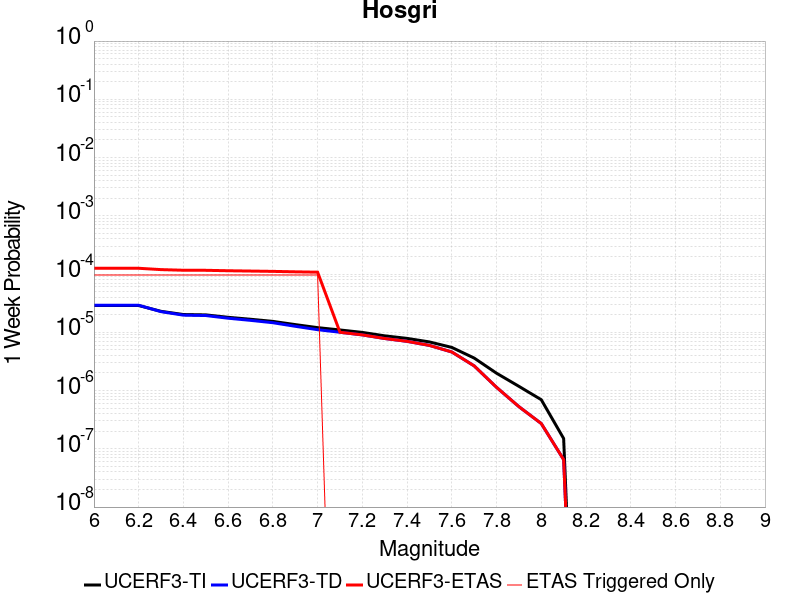 Hosgri
10^0
10^-1
10^-2
10^-3
10^-4
10^-5
10^-6
10^-7
10^-8
1 Week Probability
6 6.2 6.4 6.6 6.8 7 7.2 7.4 7.6 7.8 8 8.2 8.4 8.6 8.8 9
Magnitude
UCERF3-TI UCERF3-TD UCERF3-ETAS ETAS Triggered Only